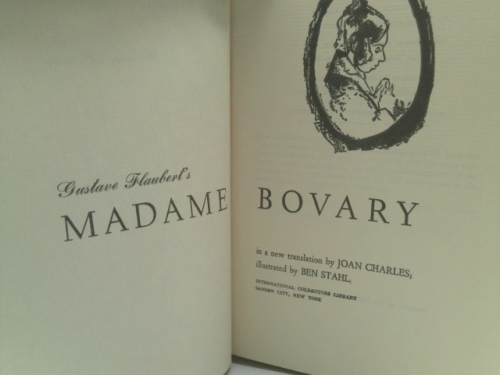 Gustave Flaubert's
MADAME BOVARY
in a new translation by JOAN CHARLES;
illustrated by BEN STAHL.
INTERNATIONAL COLLECTORS LIBRARY
GARDEN CITY, NEW YORK